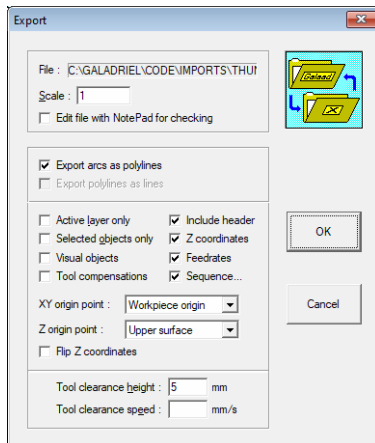 Export
File : C:\GALADRIEL\CODE\IMPORTS\THUN
Scale : 1
Edit file with NotePad for checking
Galaad
X
Export arcs as polylines
Export polylines as lines
Active layer only
Include header
Selected objects only
Z coordinates
Visual objects
Feedrates
Tool compensations
Sequence...
OK
XY origin point : Workpiece origin
Cancel
Z origin point : Upper surface
Flip Z coordinates
Tool clearance height : 5 mm
Tool clearance speed : mm/s